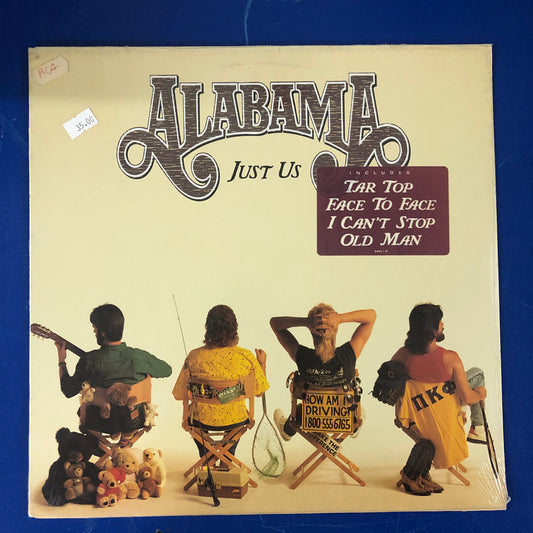 RCA
35.00
ALABAMA
JUST US
INCLUDES
TAR TOP
FACE TO FACE
I CAN'T STOP
OLD MAN
HOW AM I
DRIVING?
1 800 555 6765
ΠΚΦ